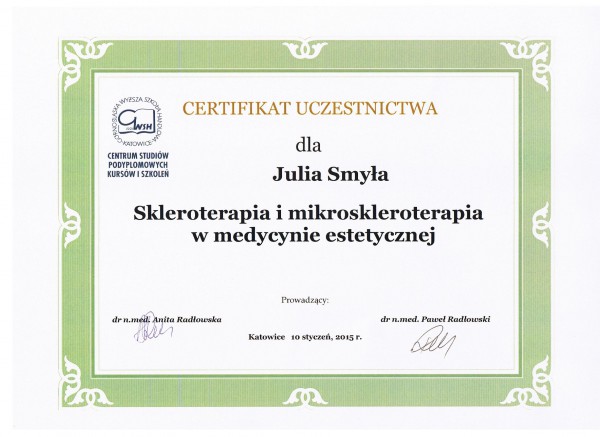 GÓRNOŚLĄSKA WYŻSZA SZKOŁA HANDLOWA
KATOWICE
GWSH
CENTRUM STUDIÓW
PODYPLOMOWYCH
KURSÓW I SZKOLEŃ
CERTIFIKAT UCZESTNICTWA
dla
Julia Smyła
Skleroterapia i mikroskleroterapia
w medycynie estetycznej
Prowadzący:
dr n.med. Anita Radłowska
dr n.med. Paweł Radłowski
Katowice 10 styczeń, 2015 r.